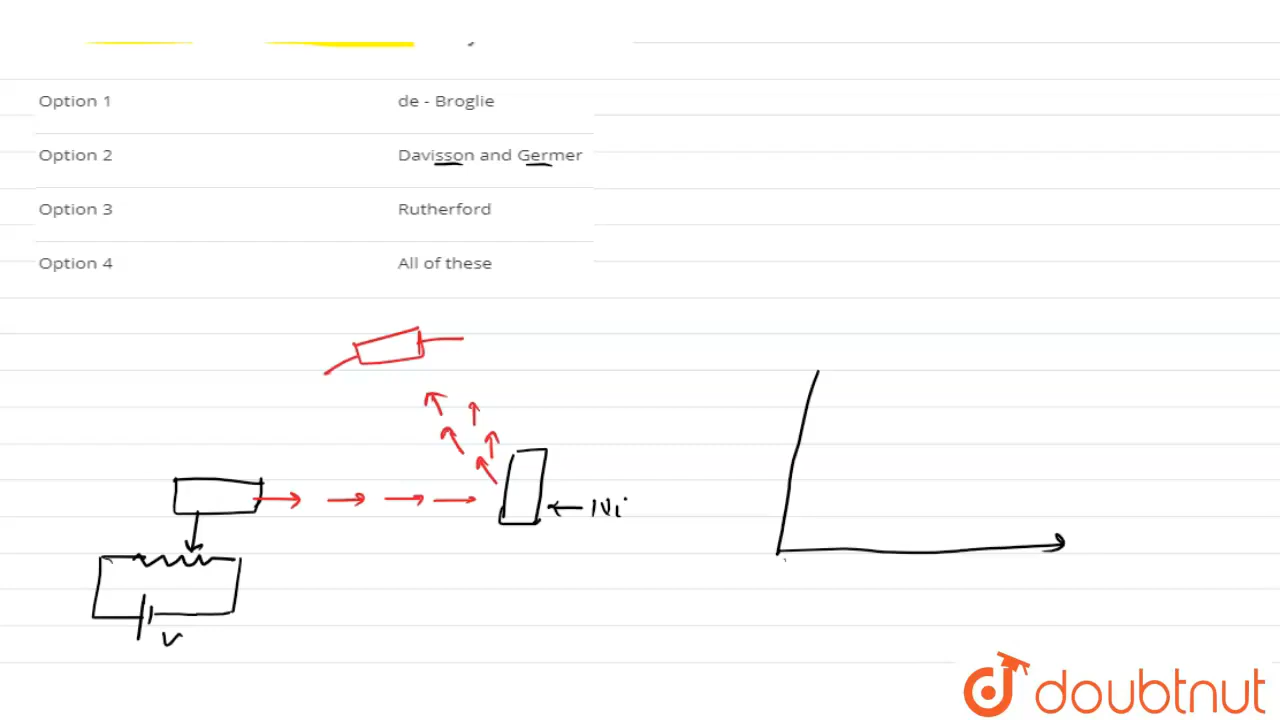 Option 1 de - Broglie
Option 2 Davisson and Germer
Option 3 Rutherford
Option 4 All of these
Ni
V
doubtnut